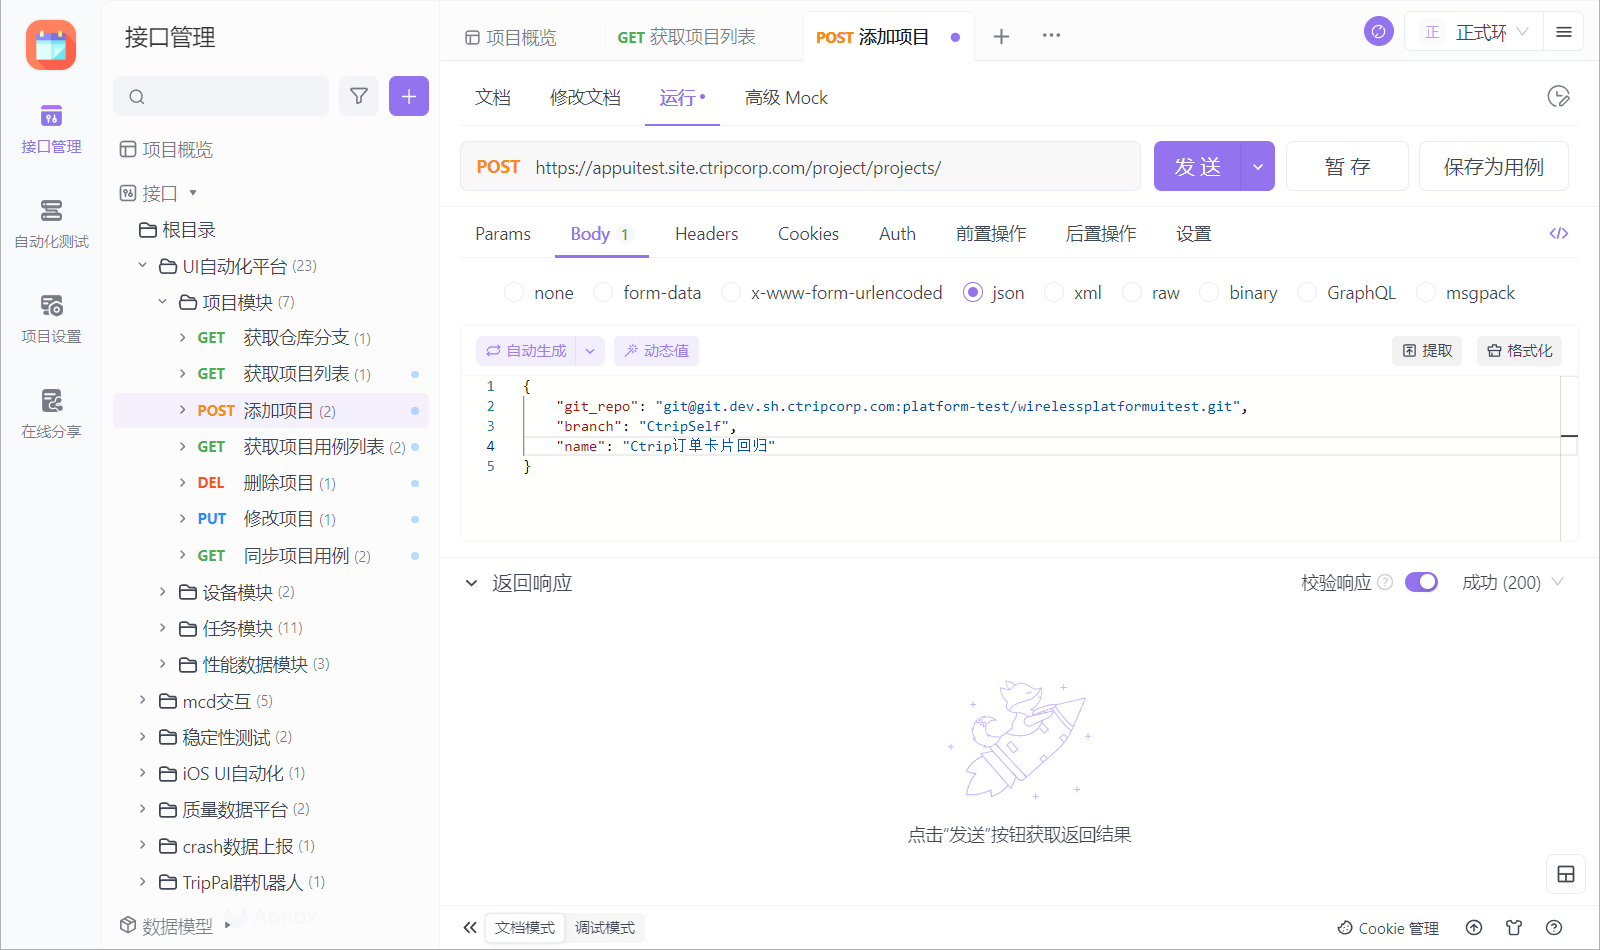 接口管理
自动化测试
项目设置
在线分享
接口管理
项目概览
接口
根目录
UI自动化平台 (23)
项目模块 (7)
GET 获取仓库分支 (1)
GET 获取项目列表 (1)
POST 添加项目 (2)
GET 获取项目用例列表 (2)
DEL 删除项目 (1)
PUT 修改项目 (1)
GET 同步项目用例 (2)
设备模块 (2)
任务模块 (11)
性能数据模块 (3)
mcd交互 (5)
稳定性测试 (2)
iOS UI自动化 (1)
质量数据平台 (2)
crash数据上报 (1)
TripPal群机器人 (1)
数据模型
Apifox
项目概览
GET 获取项目列表
POST 添加项目
正 正式环
文档 修改文档 运行 高级 Mock
POST https://appuitest.site.ctripcorp.com/project/projects/
发 送
暂 存
保存为用例
Params Body 1 Headers Cookies Auth 前置操作 后置操作 设置
none form-data x-www-form-urlencoded json xml raw binary GraphQL msgpack
自动生成 动态值 提取 格式化
1 {
2 "git_repo": "git@git.dev.sh.ctripcorp.com:platform-test/wirelessplatformuitest.git",
3 "branch": "CtripSelf",
4 "name": "Ctrip订单卡片回归"
5 }
返回响应
校验响应 ? 成功 (200)
点击“发送”按钮获取返回结果
文档模式 调试模式
Cookie 管理